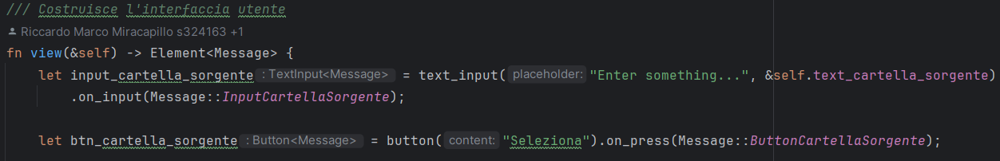 /// Costruisce l'interfaccia utente
Riccardo Marco Miracapillo s324163 +1
fn view(&self) -> Element<Message> {
let input_cartella_sorgente : TextInput<Message> = text_input( placeholder: "Enter something...", &self.text_cartella_sorgente)
.on_input(Message::InputCartellaSorgente);
let btn_cartella_sorgente : Button<Message> = button( content: "Seleziona").on_press(Message::ButtonCartellaSorgente);